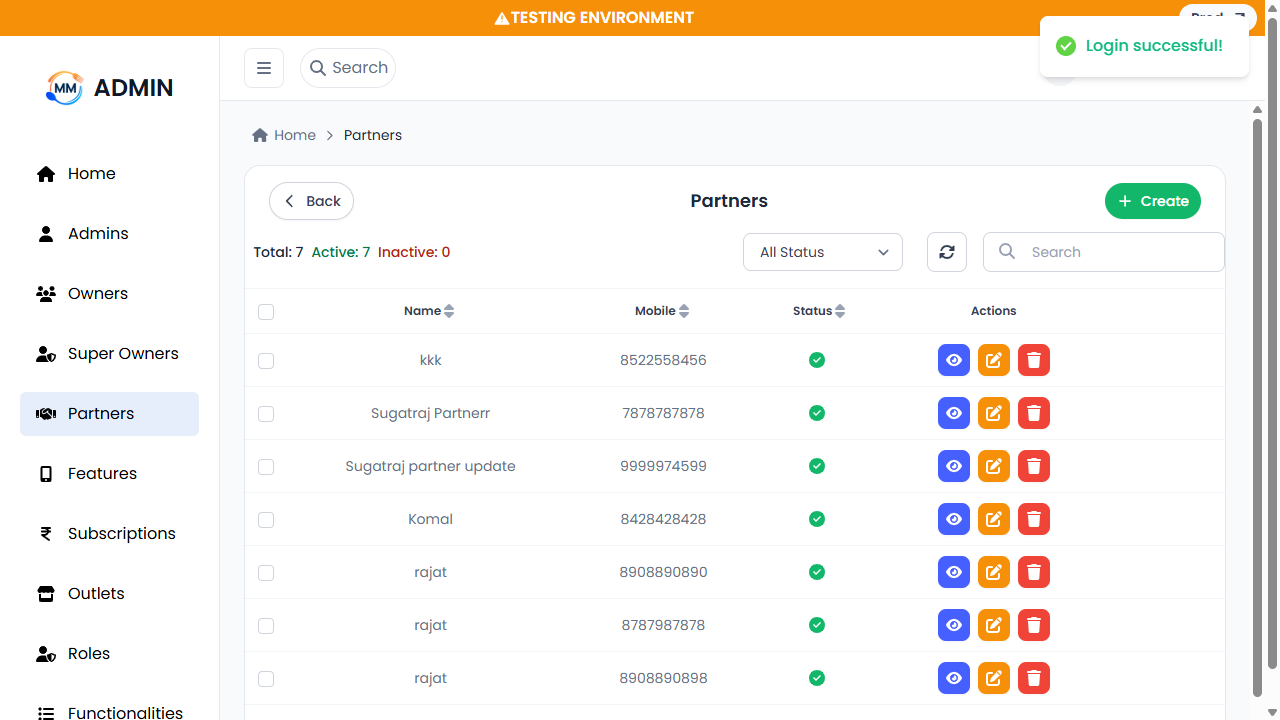 TESTING ENVIRONMENT
Login successful!
MM ADMIN
Search
Home
Admins
Owners
Super Owners
Partners
Features
Subscriptions
Outlets
Roles
Functionalities
Home > Partners
Back
Partners
+ Create
Total: 7 Active: 7 Inactive: 0
All Status
Search
Name Mobile Status Actions
kkk 8522558456
Sugatraj Partnerr 7878787878
Sugatraj partner update 9999974599
Komal 8428428428
rajat 8908890890
rajat 8787987878
rajat 8908890898